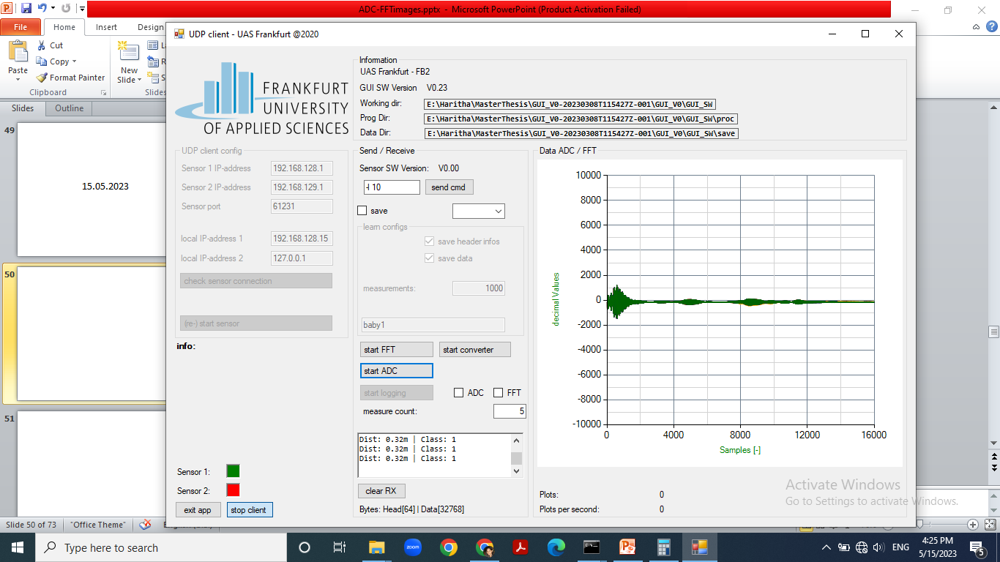 ADC-FFTimages.pptx - Microsoft PowerPoint (Product Activation Failed)
File Home Insert Design
Paste
Cut
Copy
Format Painter
Clipboard
New
Slide
Slides
Slides Outline
49
15.05.2023
50
51
UDP client - UAS Frankfurt @2020
FRANKFURT
UNIVERSITY
OF APPLIED SCIENCES
Information
UAS Frankfurt - FB2
GUI SW Version V0.23
Working dir: E:\Haritha\MasterThesis\GUI_V0-20230308T115427Z-001\GUI_V0\GUI_SW
Prog Dir: E:\Haritha\MasterThesis\GUI_V0-20230308T115427Z-001\GUI_V0\GUI_SW\proc
Data Dir: E:\Haritha\MasterThesis\GUI_V0-20230308T115427Z-001\GUI_V0\GUI_SW\save
UDP client config
Sensor 1 IP-address 192.168.128.1
Sensor 2 IP-address 192.168.129.1
Sensor port 61231
local IP-address 1 192.168.128.15
local IP-address 2 127.0.0.1
check sensor connection
(re-) start sensor
info:
Sensor 1:
Sensor 2:
exit app stop client
Send / Receive
Sensor SW Version: V0.00
-l 10 send cmd
save
learn configs
save header infos
save data
measurements: 1000
baby1
start FFT start converter
start ADC
start logging ADC FFT
measure count: 5
Dist: 0.32m | Class: 1
Dist: 0.32m | Class: 1
Dist: 0.32m | Class: 1
clear RX
Bytes: Head[64] | Data[32768]
Data ADC / FFT
decimal Values
10000
8000
6000
4000
2000
0
-2000
-4000
-6000
-8000
-10000
0 4000 8000 12000 16000
Samples [-]
Plots: 0
Plots per second: 0
Activate Windows
Go to Settings to activate Windows.
Slide 50 of 73 "Office Theme"
Type here to search
zoom
ENG
4:25 PM
5/15/2023
5